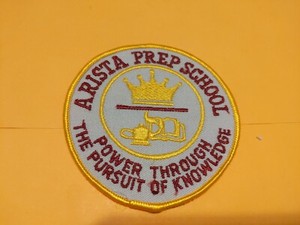 ARISTA PREP SCHOOL
POWER THROUGH
THE PURSUIT OF KNOWLEDGE